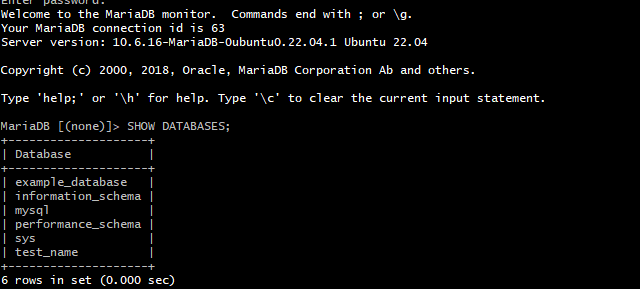 Enter password:
Welcome to the MariaDB monitor.  Commands end with ; or \g.
Your MariaDB connection id is 63
Server version: 10.6.16-MariaDB-0ubuntu0.22.04.1 Ubuntu 22.04
Copyright (c) 2000, 2018, Oracle, MariaDB Corporation Ab and others.
Type 'help;' or '\h' for help. Type '\c' to clear the current input statement.
MariaDB [(none)]> SHOW DATABASES;
+--------------------+
| Database           |
+--------------------+
| example_database   |
| information_schema |
| mysql              |
| performance_schema |
| sys                |
| test_name          |
+--------------------+
6 rows in set (0.000 sec)